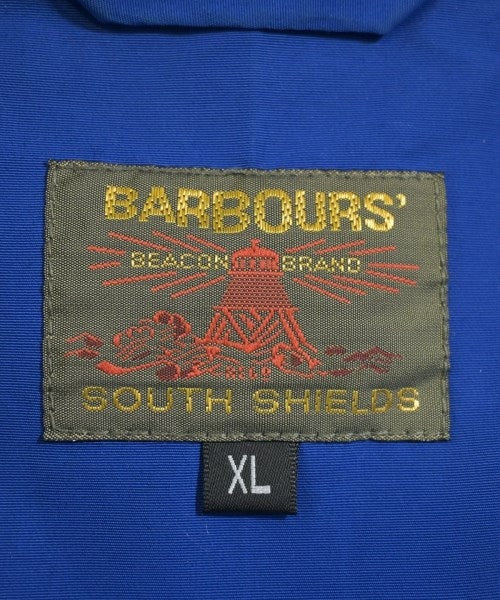 BARBOURS'
BEACON BRAND
SOUTH SHIELDS
XL